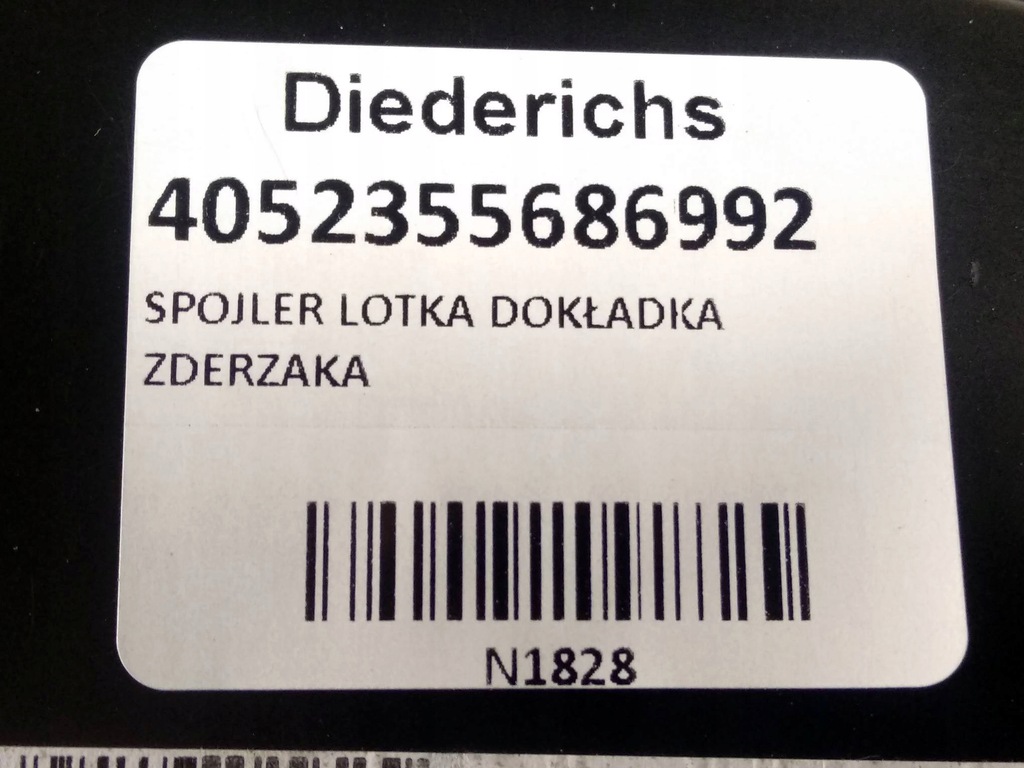 Diederichs
4052355686992
SPOJLER LOTKA DOKŁADKA
ZDERZAKA
N1828